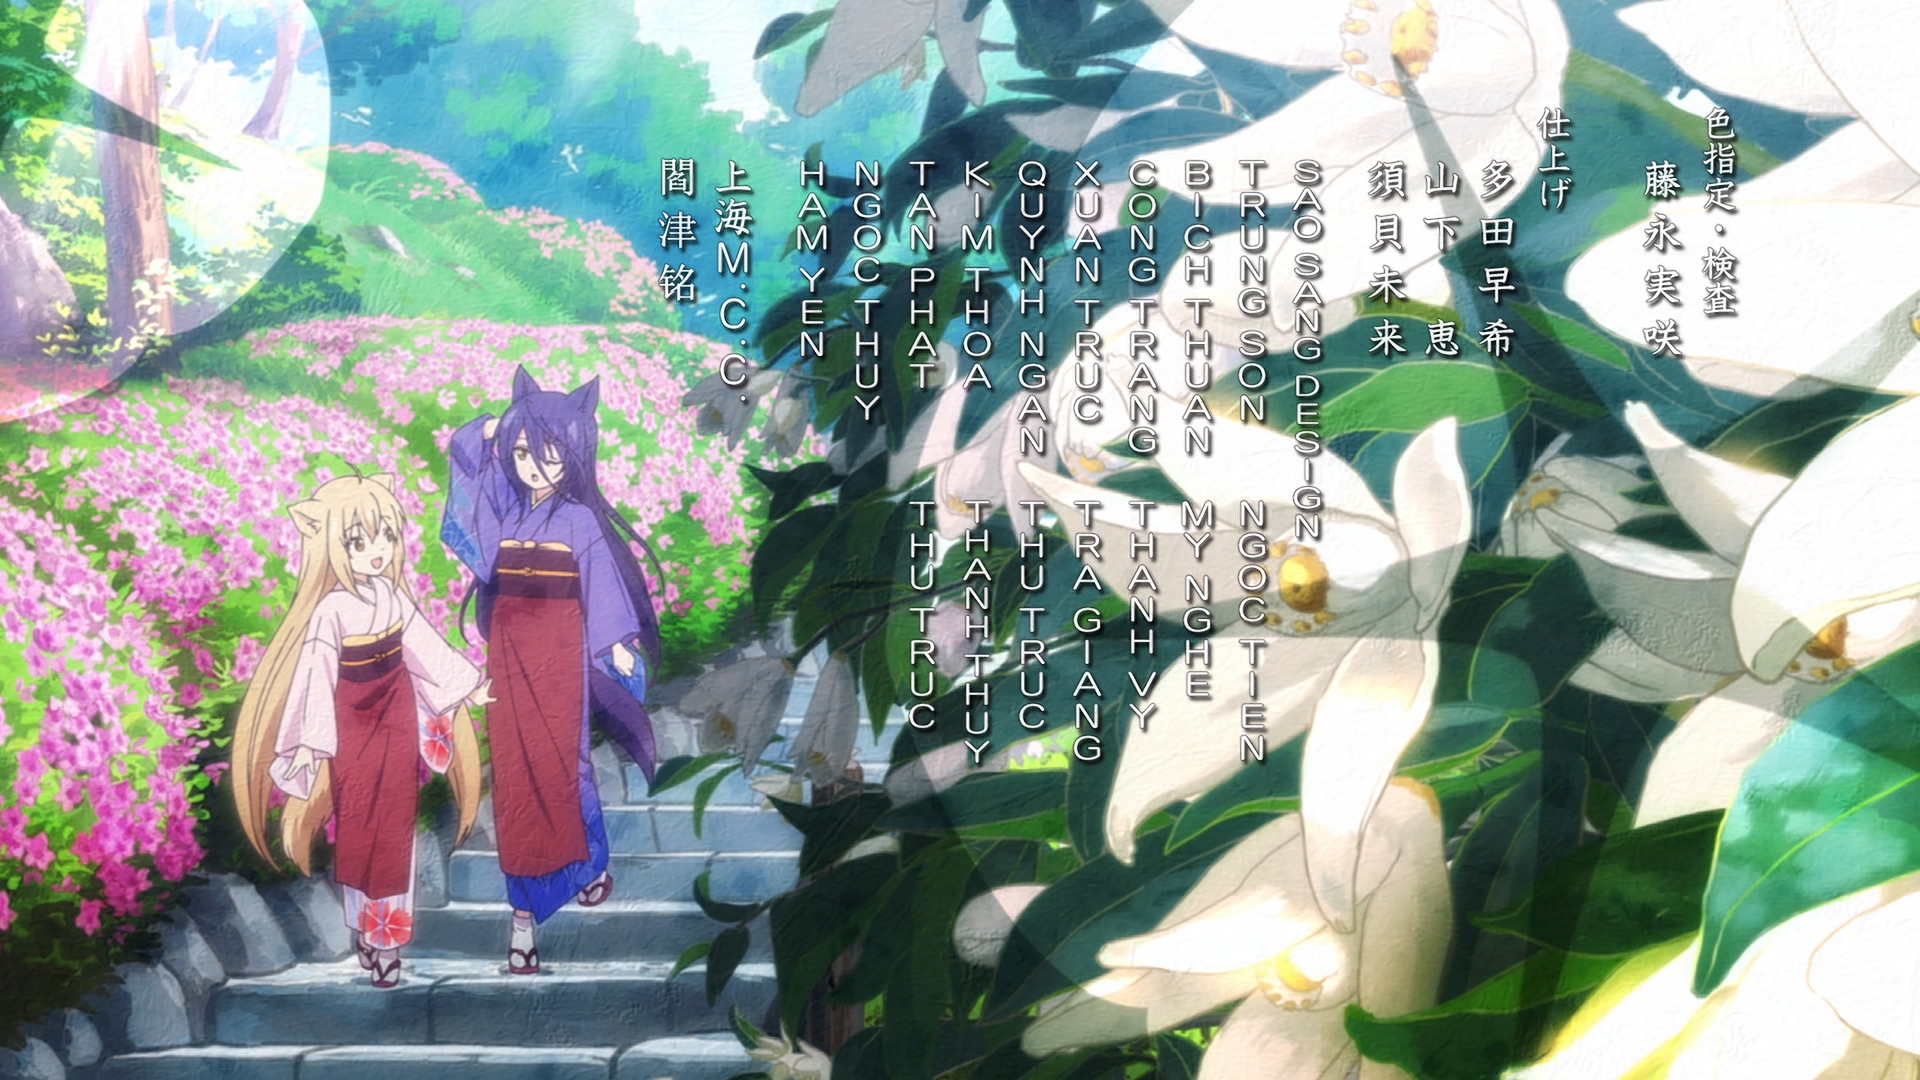 色指定・検査
藤永実咲
仕上げ
多田早希
山下 恵
須貝未来
SAO SANG DESIGN
TRUNG SON NGOC TIEN
BICH THUAN MY NGHE
CONG TRANG THANH VY
XUAN TRUC TRA GIANG
QUYNH NGAN THU TRUC
KIM THOA THANH THUY
TAN PHAT THU TRUC
NGOC THUY
HAM YEN
上海M.C.C.
閻津铭